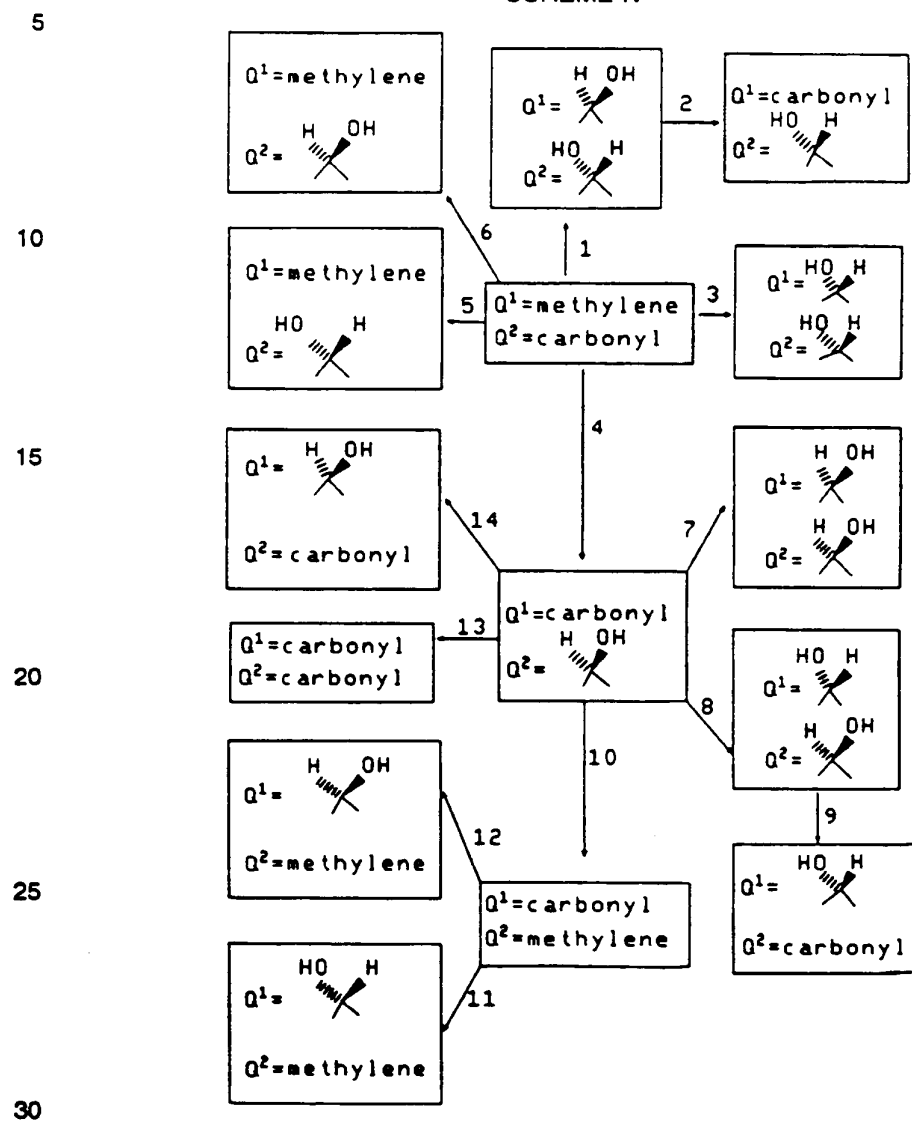 5
Q¹=methylene
H OH
Q²=
H OH
Q¹=
HO H
Q²=
2
Q¹=carbonyl
HO H
Q²=
10
6
1
Q¹=methylene
HO H
Q²=
5
Q¹=methylene
Q²=carbonyl
3
HO H
Q¹=
HO H
Q²=
15
4
H OH
Q¹=
Q²=carbonyl
14
7
H OH
Q¹=
H OH
Q²=
Q¹=carbonyl
H OH
Q²=
13
Q¹=carbonyl
Q²=carbonyl
20
8
HO H
Q¹=
H OH
Q²=
10
9
H OH
Q¹=
Q²=methylene
12
25
Q¹=carbonyl
Q²=methylene
HO H
Q¹=
Q²=carbonyl
11
HO H
Q¹=
Q²=methylene
30